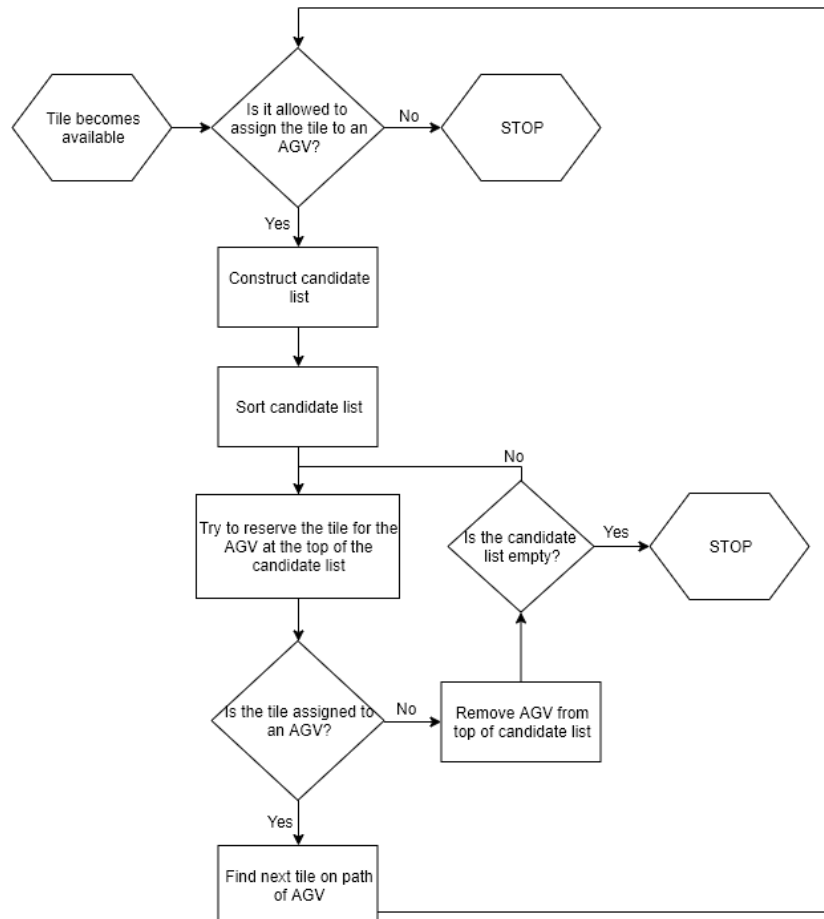 Tile becomes
available
Is it allowed to
assign the tile to an
AGV?
No
STOP
Yes
Construct candidate
list
Sort candidate list
No
Try to reserve the tile for the
AGV at the top of the
candidate list
Is the candidate
list empty?
Yes
STOP
Is the tile assigned to
an AGV?
No
Remove AGV from
top of candidate list
Yes
Find next tile on path
of AGV